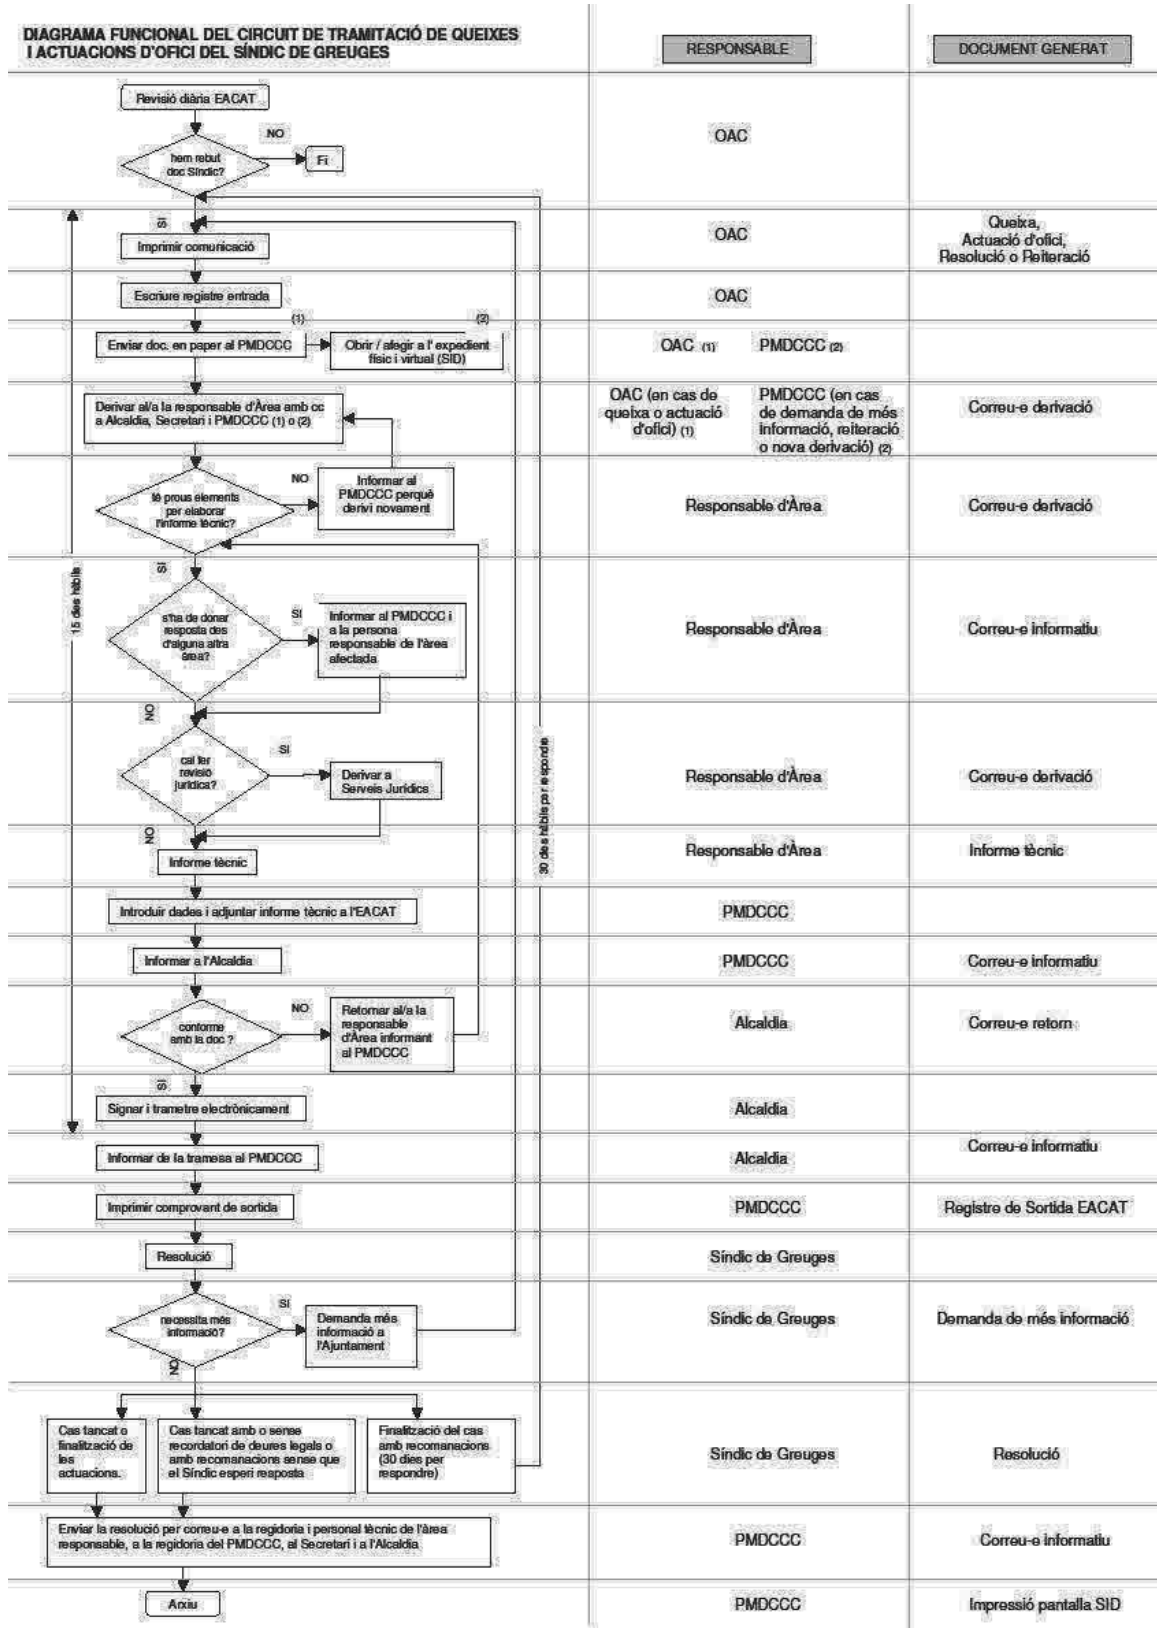 DIAGRAMA FUNCIONAL DEL CIRCUIT DE TRAMITACIÓ DE QUEIXES
I ACTUACIONS D'OFICI DEL SÍNDIC DE GREUGES
RESPONSABLE
DOCUMENT GENERAT
Revisió diària EACAT
hem rebut
doc Síndic?
NO
Fi
OAC
SI
Imprimir comunicació
OAC
Queixa,
Actuació d'ofici,
Resolució o Reiteració
Escriure registre entrada
OAC
(1)
(2)
Enviar doc. en paper al PMDCCC
Obrir / afegir a l' expedient
físic i virtual (SID)
OAC (1)
PMDCCC (2)
Derivar al/a la responsable d'Àrea amb cc
a Alcaldia, Secretari i PMDCCC (1) o (2)
OAC (en cas de
queixa o actuació
d'ofici) (1)
PMDCCC (en cas
de demanda de més
informació, reiteració
o nova derivació) (2)
Correu-e derivació
té prous elements
per elaborar
l'informe tècnic?
NO
Informar al
PMDCCC perquè
derivi novament
Responsable d'Àrea
Correu-e derivació
15 des hàbils
SI
s'ha de donar
resposta des
d'alguna altra
àrea?
SI
Informar al PMDCCC i
a la persona
responsable de l'àrea
afectada
Responsable d'Àrea
Correu-e informatiu
NO
cal fer
revisió
jurídica?
SI
Derivar a
Serveis Jurídics
30 des hàbils per respondre
Responsable d'Àrea
Correu-e derivació
NO
Informe tècnic
Responsable d'Àrea
Informe tècnic
Introduir dades i adjuntar informe tècnic a l'EACAT
PMDCCC
Informar a l'Alcaldia
PMDCCC
Correu-e informatiu
conforme
amb la doc ?
NO
Retornar al/a la
responsable
d'Àrea informant
al PMDCCC
Alcaldia
Correu-e retorn
SI
Signar i trametre electrònicament
Alcaldia
Informar de la tramesa al PMDCCC
Alcaldia
Correu-e informatiu
Imprimir comprovant de sortida
PMDCCC
Registre de Sortida EACAT
Resolució
Síndic de Greuges
necessita més
informació?
SI
Demanda més
informació a
l'Ajuntament
Síndic de Greuges
Demanda de més informació
NO
Cas tancat o
finalització de
les
actuacions.
Cas tancat amb o sense
recordatori de deures legals o
amb recomanacions sense que
el Síndic esperi resposta
Finalització del cas
amb recomanacions
(30 dies per
respondre)
Síndic de Greuges
Resolució
Enviar la resolució per correu-e a la regidoria i personal tècnic de l'àrea
responsable, a la regidoria del PMDCCC, al Secretari i a l'Alcaldia
PMDCCC
Correu-e informatiu
Arxiu
PMDCCC
Impressió pantalla SID